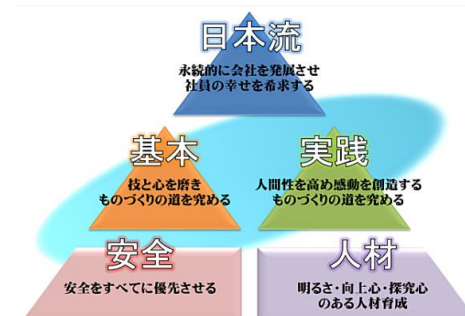 日本流
永続的に会社を発展させ
社員の幸せを希求する
基本
技と心を磨き
ものづくりの道を究める
実践
人間性を高め感動を創造する
ものづくりの道を究める
安全
安全をすべてに優先させる
人材
明るさ・向上心・探究心
のある人材育成